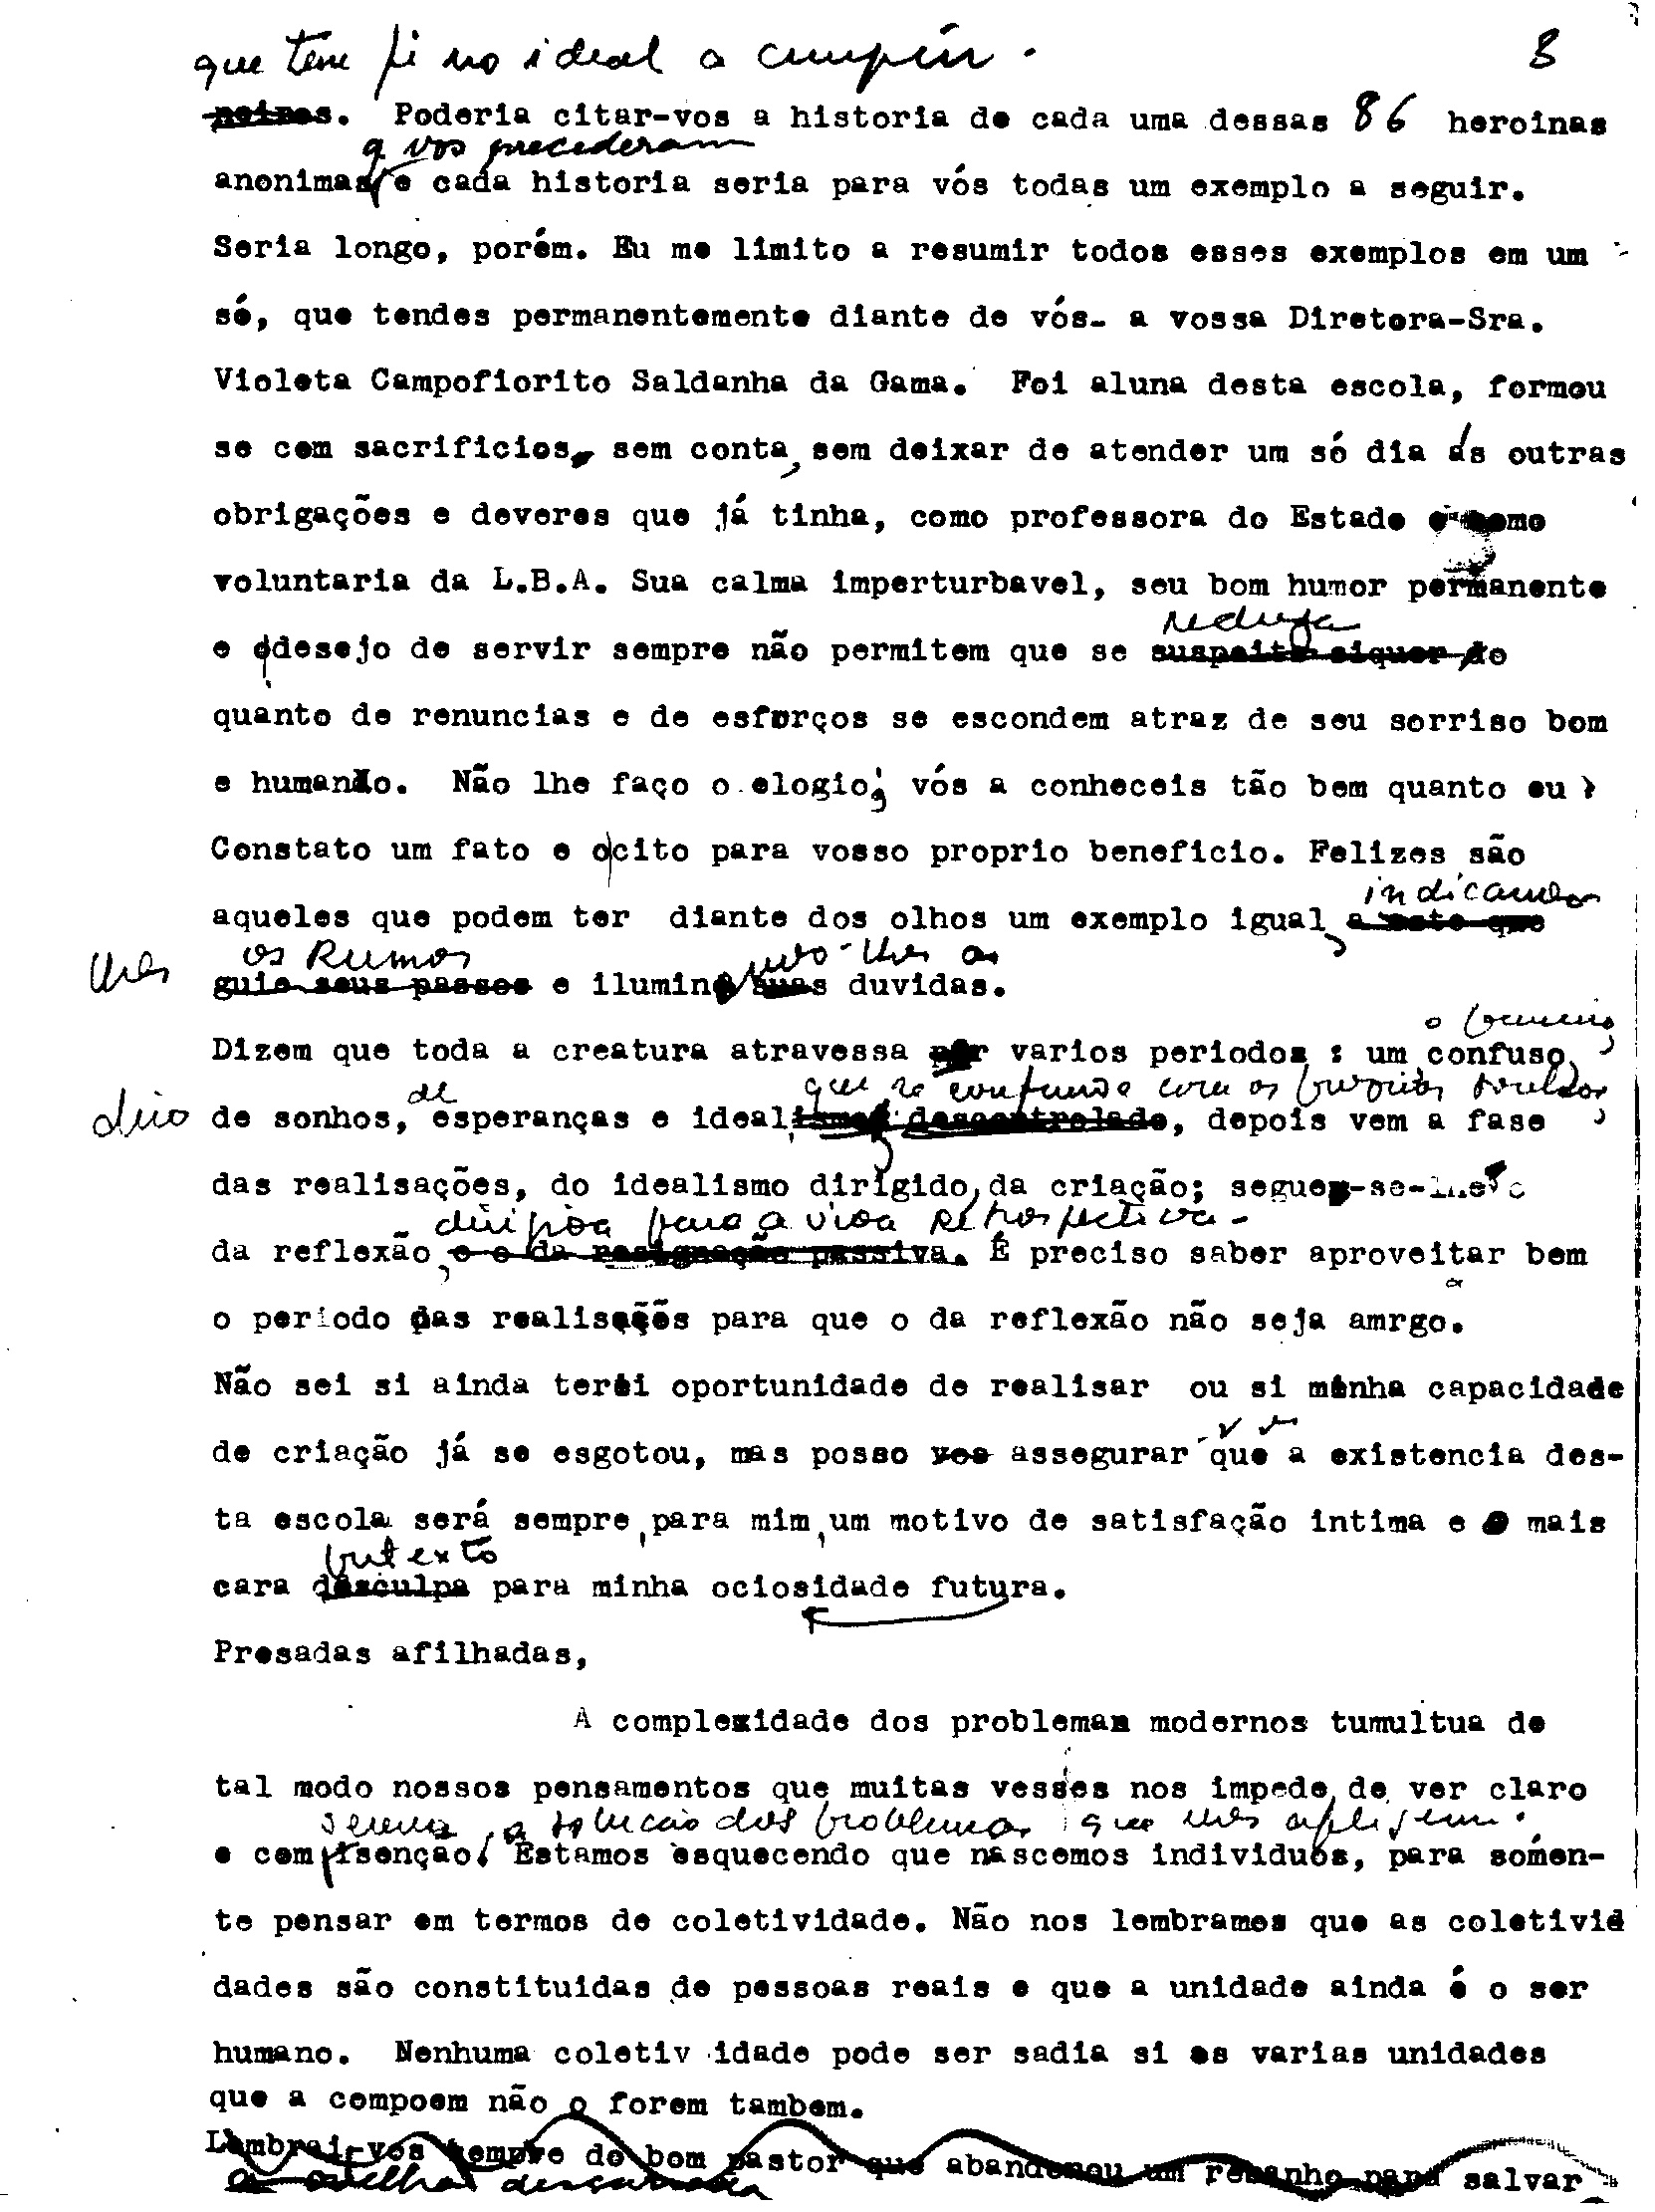 que têm fé no ideal a cumprir. 8
Poderia citar-vos a historia de cada uma dessas 86 heroinas
q vos precederam
anonimas e cada historia seria para vós todas um exemplo a seguir.
Seria longo, porém. Eu me limito a resumir todos esses exemplos em um
só, que tendes permanentemente diante de vós- a vossa Diretora-Sra.
Violeta Campofiorito Saldanha da Gama. Foi aluna desta escola, formou
se com sacrificios, sem conta, sem deixar de atender um só dia ás outras
obrigações e deveres que já tinha, como professora do Estado e como
voluntaria da L.B.A. Sua calma imperturbavel, seu bom humor permanente
reduza
e o desejo de servir sempre não permitem que se suspeite siquer do
quanto de renuncias e de esforços se escondem atraz de seu sorriso bom
e humano. Não lhe faço o elogio; vós a conheceis tão bem quanto eu
Constato um fato e o cito para vosso proprio beneficio. Felizes são
indicando
aqueles que podem ter diante dos olhos um exemplo igual, a este que
lhes os Rumos ndo-lhes as
guie seus passos e ilumine suas duvidas.
Dizem que toda a creatura atravessa por varios periodos : um confuso,
que se confunde com os proprios sonhos
de
de sonhos, esperanças e idealismos descontrolado, depois vem a fase
das realisações, do idealismo dirigido, da criação; seguem-se-lhe o
dirigida para a vida retrospectiva-
da reflexão, e o da resignação passiva. É preciso saber aproveitar bem
a
o periodo das realisações para que o da reflexão não seja amrgo.
Não sei si ainda terei oportunidade de realisar ou si minha capacidade
de criação já se esgotou, mas posso vos assegurar que a existencia des-
ta escola será sempre, para mim, um motivo de satisfação intima e o mais
pretexto
cara desculpa para minha ociosidade futura.
Presadas afilhadas,
A complexidade dos problemas modernos tumultua de
tal modo nossos pensamentos que muitas vesses nos impede, de ver claro
serena, a solução dos problemas que nos afligem.
e com isenção. Estamos esquecendo que nascemos individuos, para somen-
te pensar em termos de coletividade. Não nos lembramos que as coletivid
dades são constituidas de pessoas reais e que a unidade ainda é o ser
humano. Nenhuma coletiv idade pode ser sadia si as varias unidades
que a compoem não o forem tambem.
Lembrai-vos sempre do bom pastor que abandonou um rebanho para salvar
a ovelha desgarrada